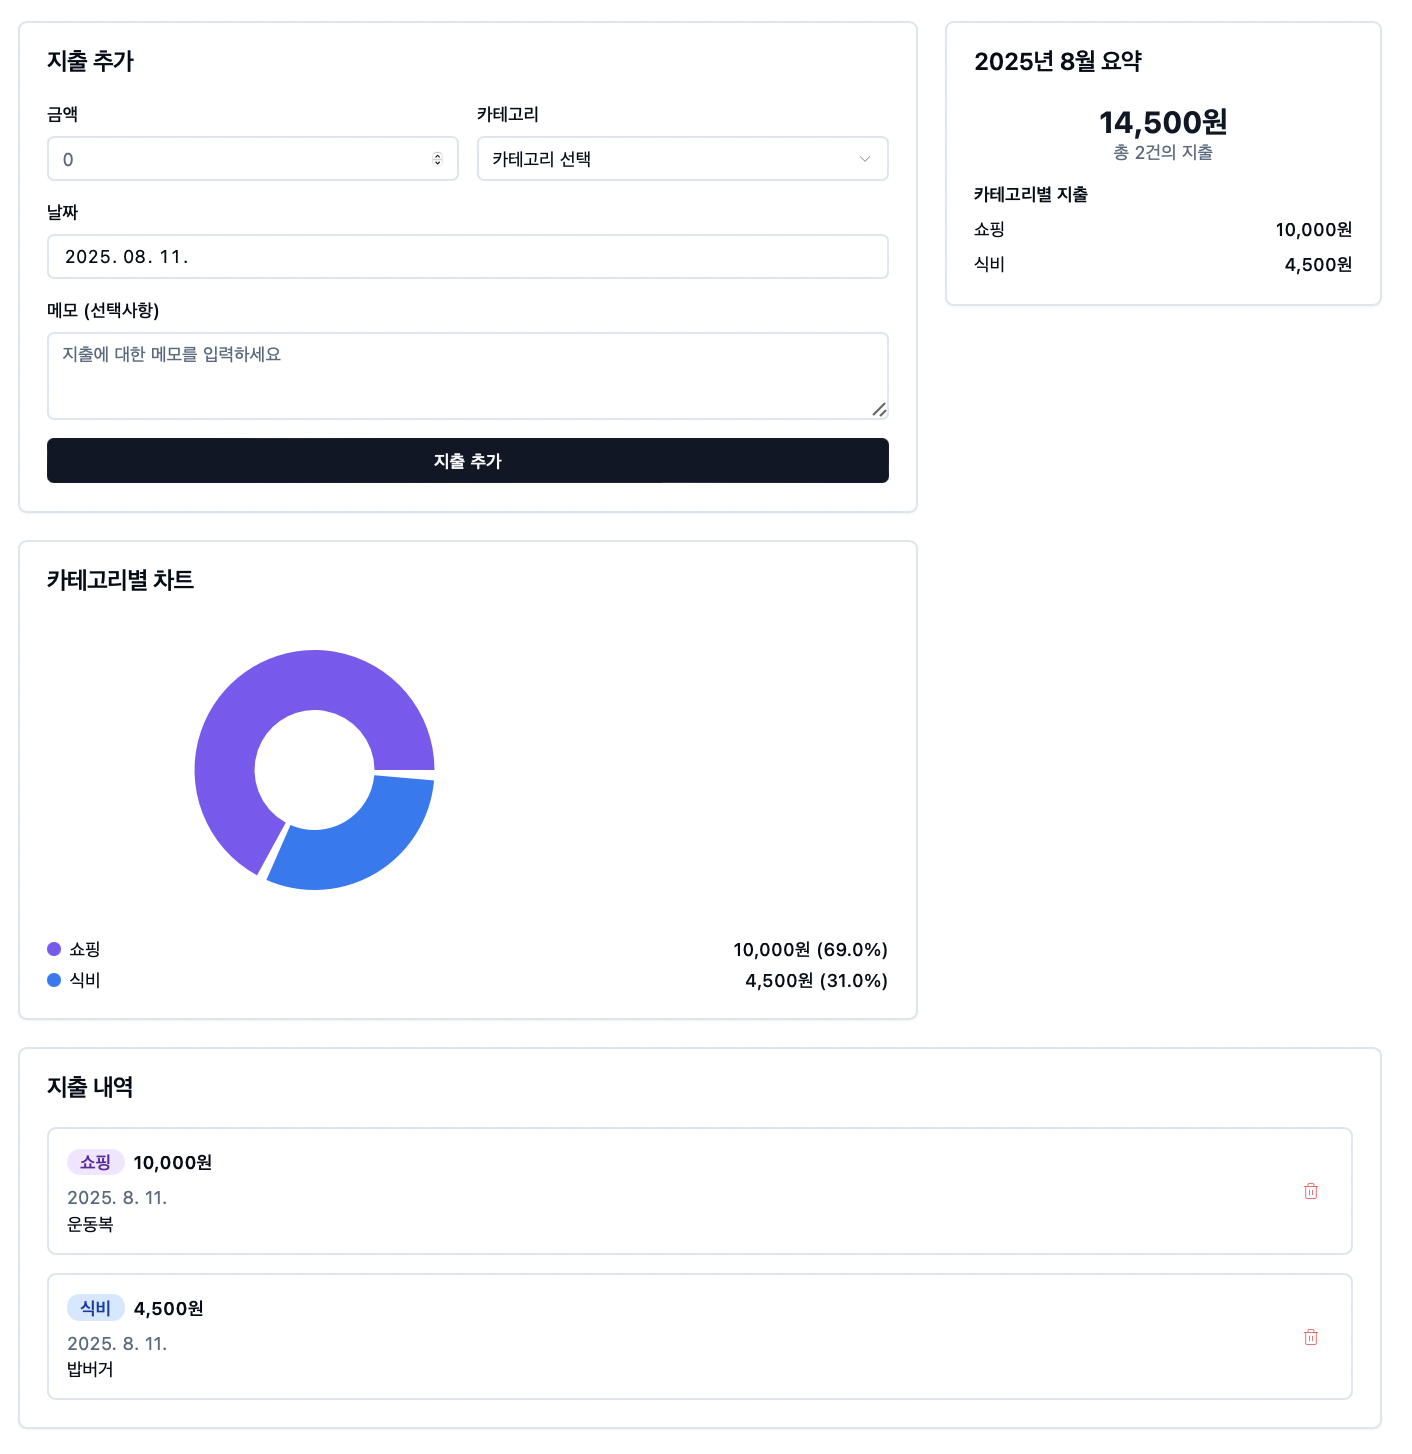 지출 추가
금액
카테고리
0
카테고리 선택
날짜
2025. 08. 11.
메모 (선택사항)
지출에 대한 메모를 입력하세요
지출 추가
2025년 8월 요약
14,500원
총 2건의 지출
카테고리별 지출
쇼핑 10,000원
식비 4,500원
카테고리별 차트
쇼핑 10,000원 (69.0%)
식비 4,500원 (31.0%)
지출 내역
쇼핑 10,000원
2025. 8. 11.
운동복
식비 4,500원
2025. 8. 11.
밥버거